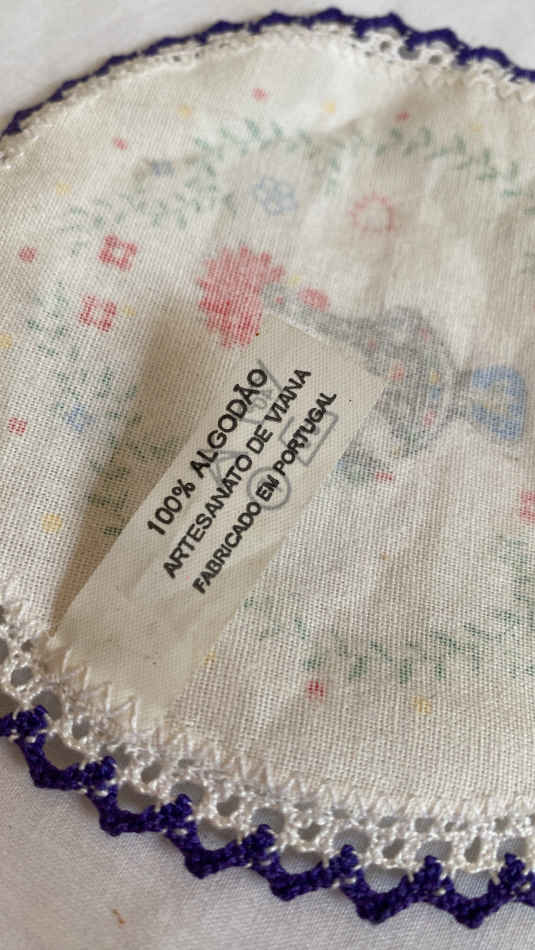 100% ALGODÃO
ARTESANATO DE VIANA
FABRICADO EM PORTUGAL